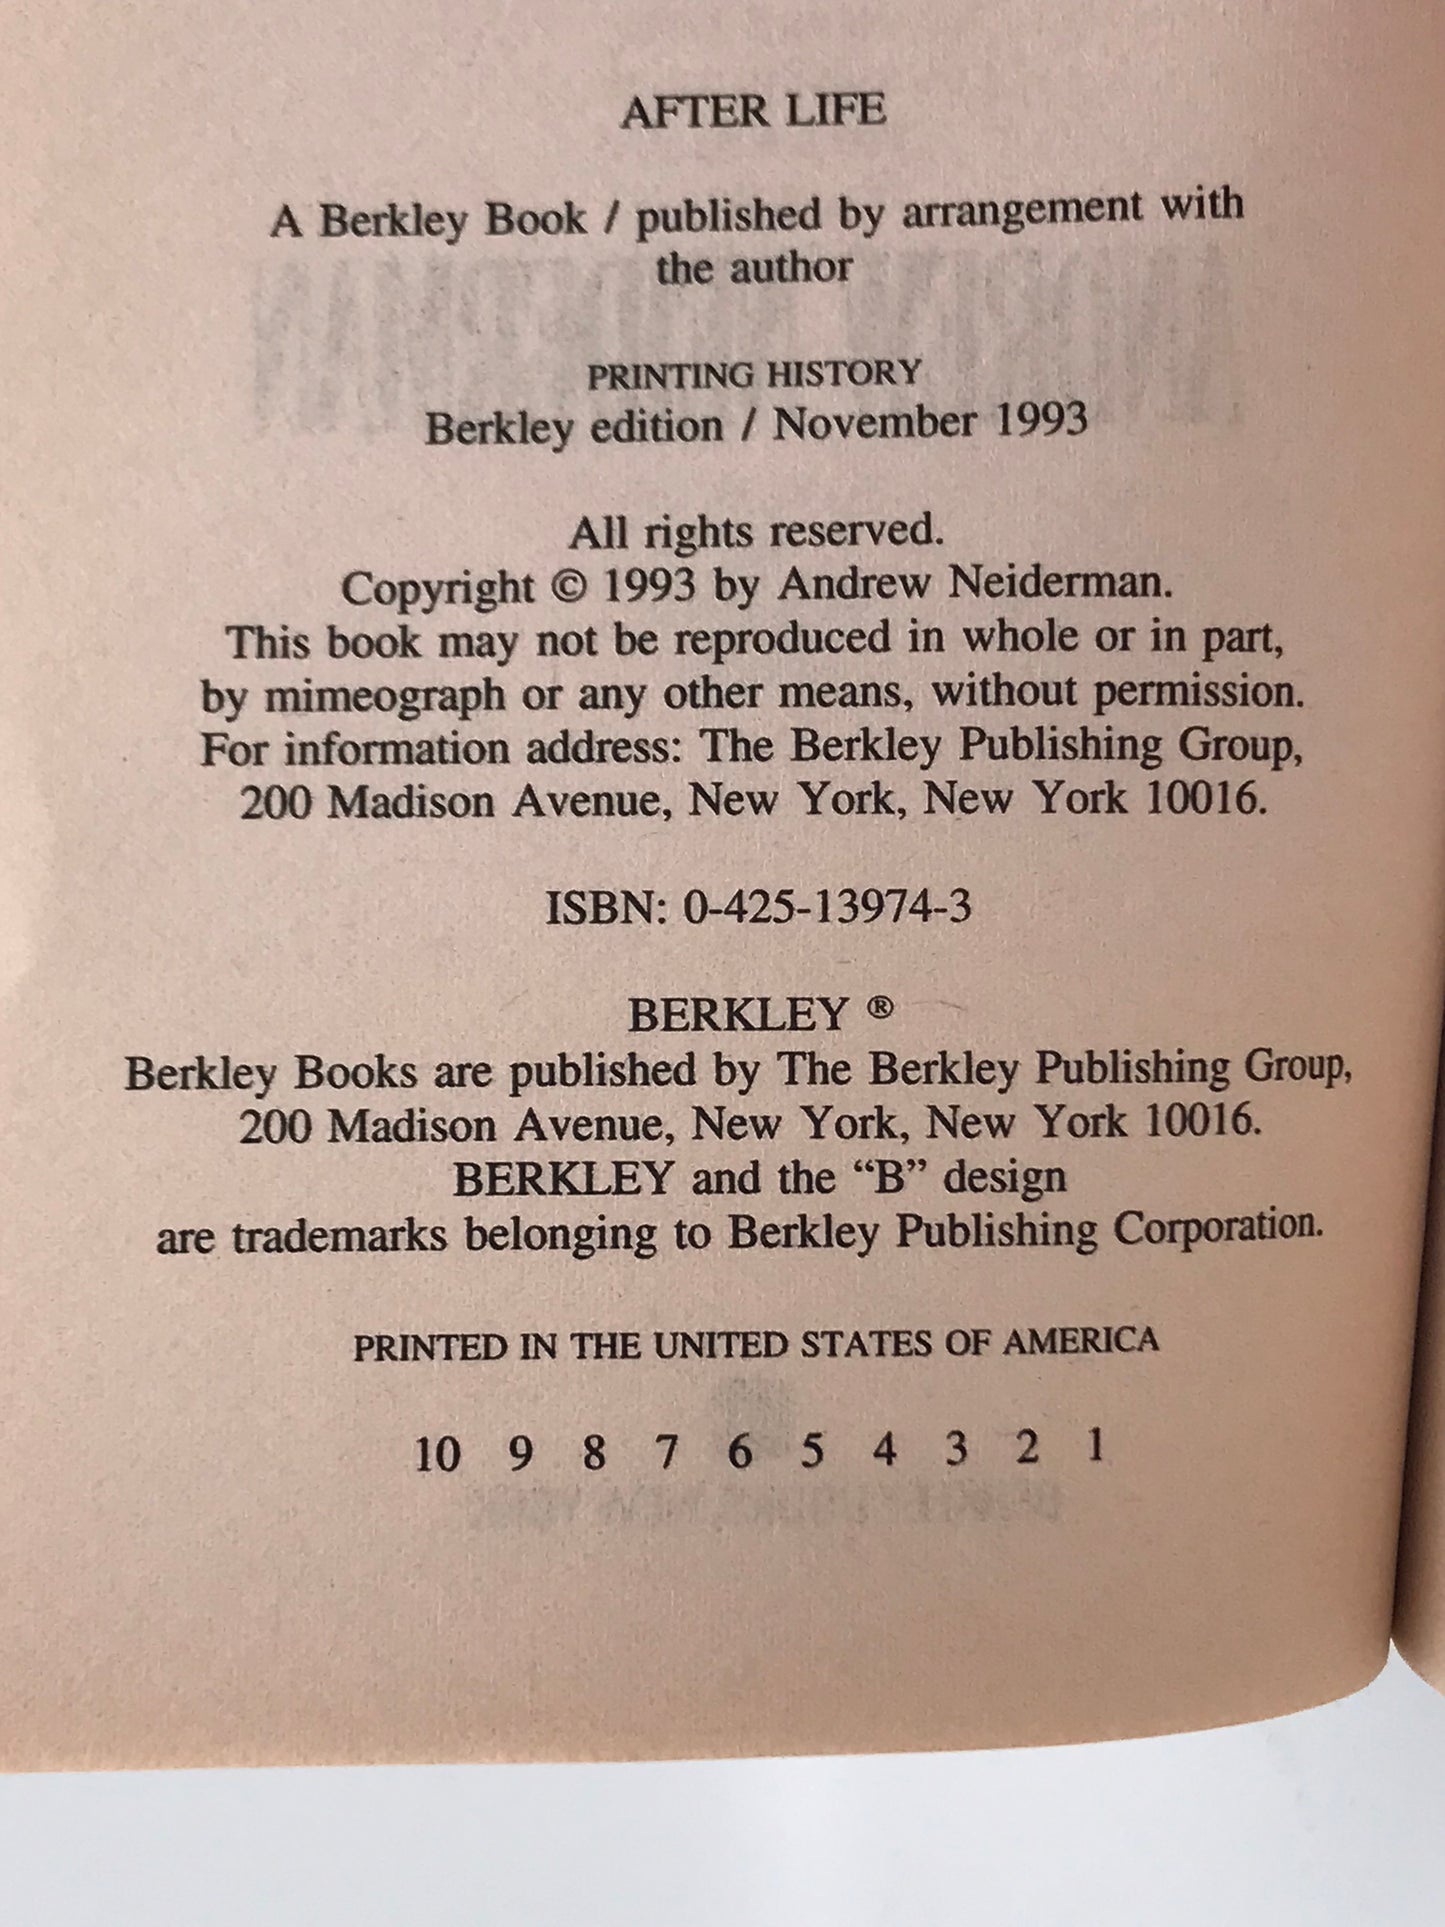 AFTER LIFE
A Berkley Book / published by arrangement with
the author
PRINTING HISTORY
Berkley edition / November 1993
All rights reserved.
Copyright © 1993 by Andrew Neiderman.
This book may not be reproduced in whole or in part,
by mimeograph or any other means, without permission.
For information address: The Berkley Publishing Group,
200 Madison Avenue, New York, New York 10016.
ISBN: 0-425-13974-3
BERKLEY ®
Berkley Books are published by The Berkley Publishing Group,
200 Madison Avenue, New York, New York 10016.
BERKLEY and the “B” design
are trademarks belonging to Berkley Publishing Corporation.
PRINTED IN THE UNITED STATES OF AMERICA
10 9 8 7 6 5 4 3 2 1